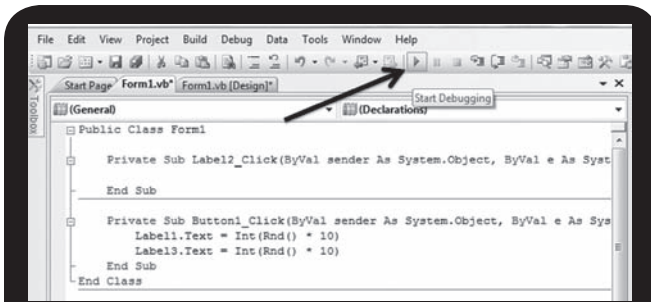 File Edit View Project Build Debug Data Tools Window Help
Start Page Form1.vb* Form1.vb [Design]*
Start Debugging
Toolbox
(General) (Declarations)
Public Class Form1
Private Sub Label2_Click(ByVal sender As System.Object, ByVal e As Syst
End Sub
Private Sub Button1_Click(ByVal sender As System.Object, ByVal e As Sys
Label1.Text = Int(Rnd() * 10)
Label3.Text = Int(Rnd() * 10)
End Sub
End Class